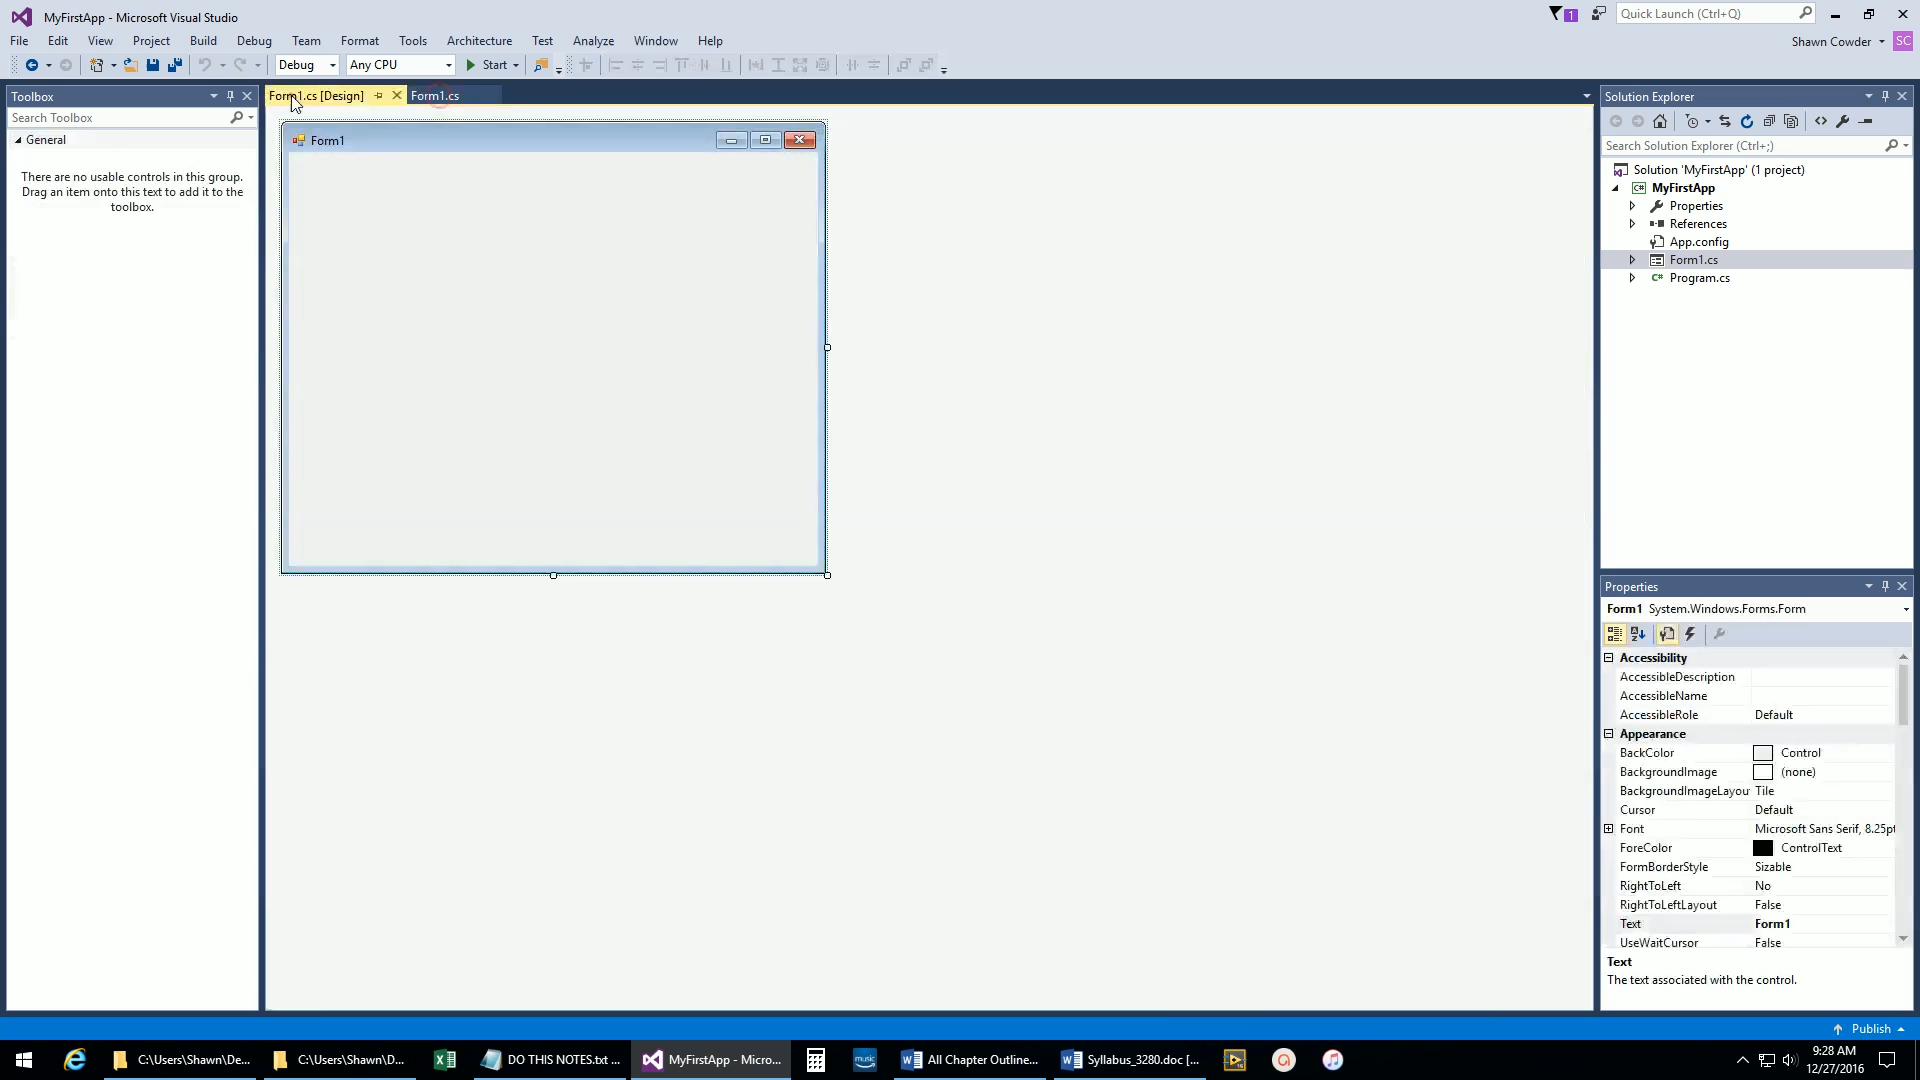 MyFirstApp - Microsoft Visual Studio
1
Quick Launch (Ctrl+Q)
File Edit View Project Build Debug Team Format Tools Architecture Test Analyze Window Help
Shawn Cowder
SC
Debug Any CPU Start
Toolbox
Form1.cs [Design] Form1.cs
Solution Explorer
Search Toolbox
General
There are no usable controls in this group.
Drag an item onto this text to add it to the
toolbox.
Form1
Search Solution Explorer (Ctrl+;)
Solution 'MyFirstApp' (1 project)
MyFirstApp
Properties
References
App.config
Form1.cs
Program.cs
Properties
Form1 System.Windows.Forms.Form
Accessibility
AccessibleDescription
AccessibleName
AccessibleRole Default
Appearance
BackColor Control
BackgroundImage (none)
BackgroundImageLayou Tile
Cursor Default
Font Microsoft Sans Serif, 8.25pt
ForeColor ControlText
FormBorderStyle Sizable
RightToLeft No
RightToLeftLayout False
Text Form1
UseWaitCursor False
Text
The text associated with the control.
Publish
C:\Users\Shawn\De... C:\Users\Shawn\D... DO THIS NOTES.txt ... MyFirstApp - Micro... music All Chapter Outline... Syllabus_3280.doc [...
9:28 AM
12/27/2016